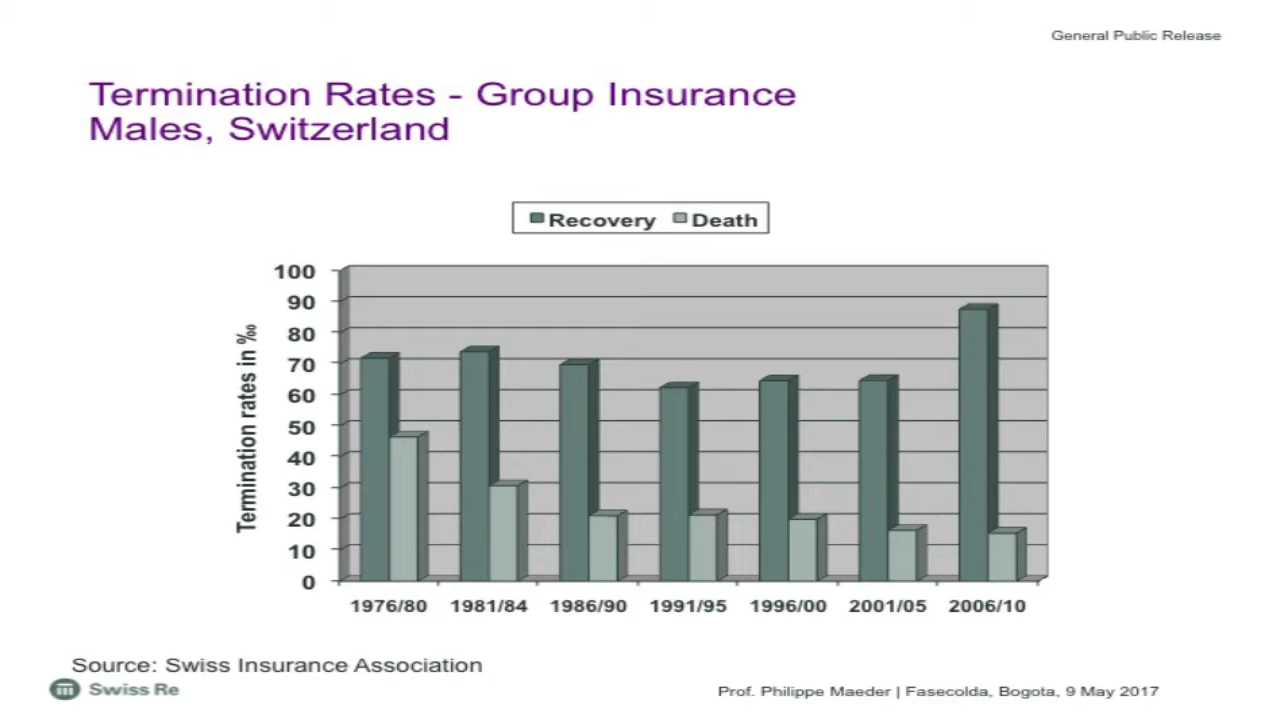 General Public Release
Termination Rates - Group Insurance
Males, Switzerland
Recovery Death
Termination rates in ‰
100
90
80
70
60
50
40
30
20
10
0
1976/80 1981/84 1986/90 1991/95 1996/00 2001/05 2006/10
Source: Swiss Insurance Association
Swiss Re
Prof. Philippe Maeder | Fasecolda, Bogota, 9 May 2017